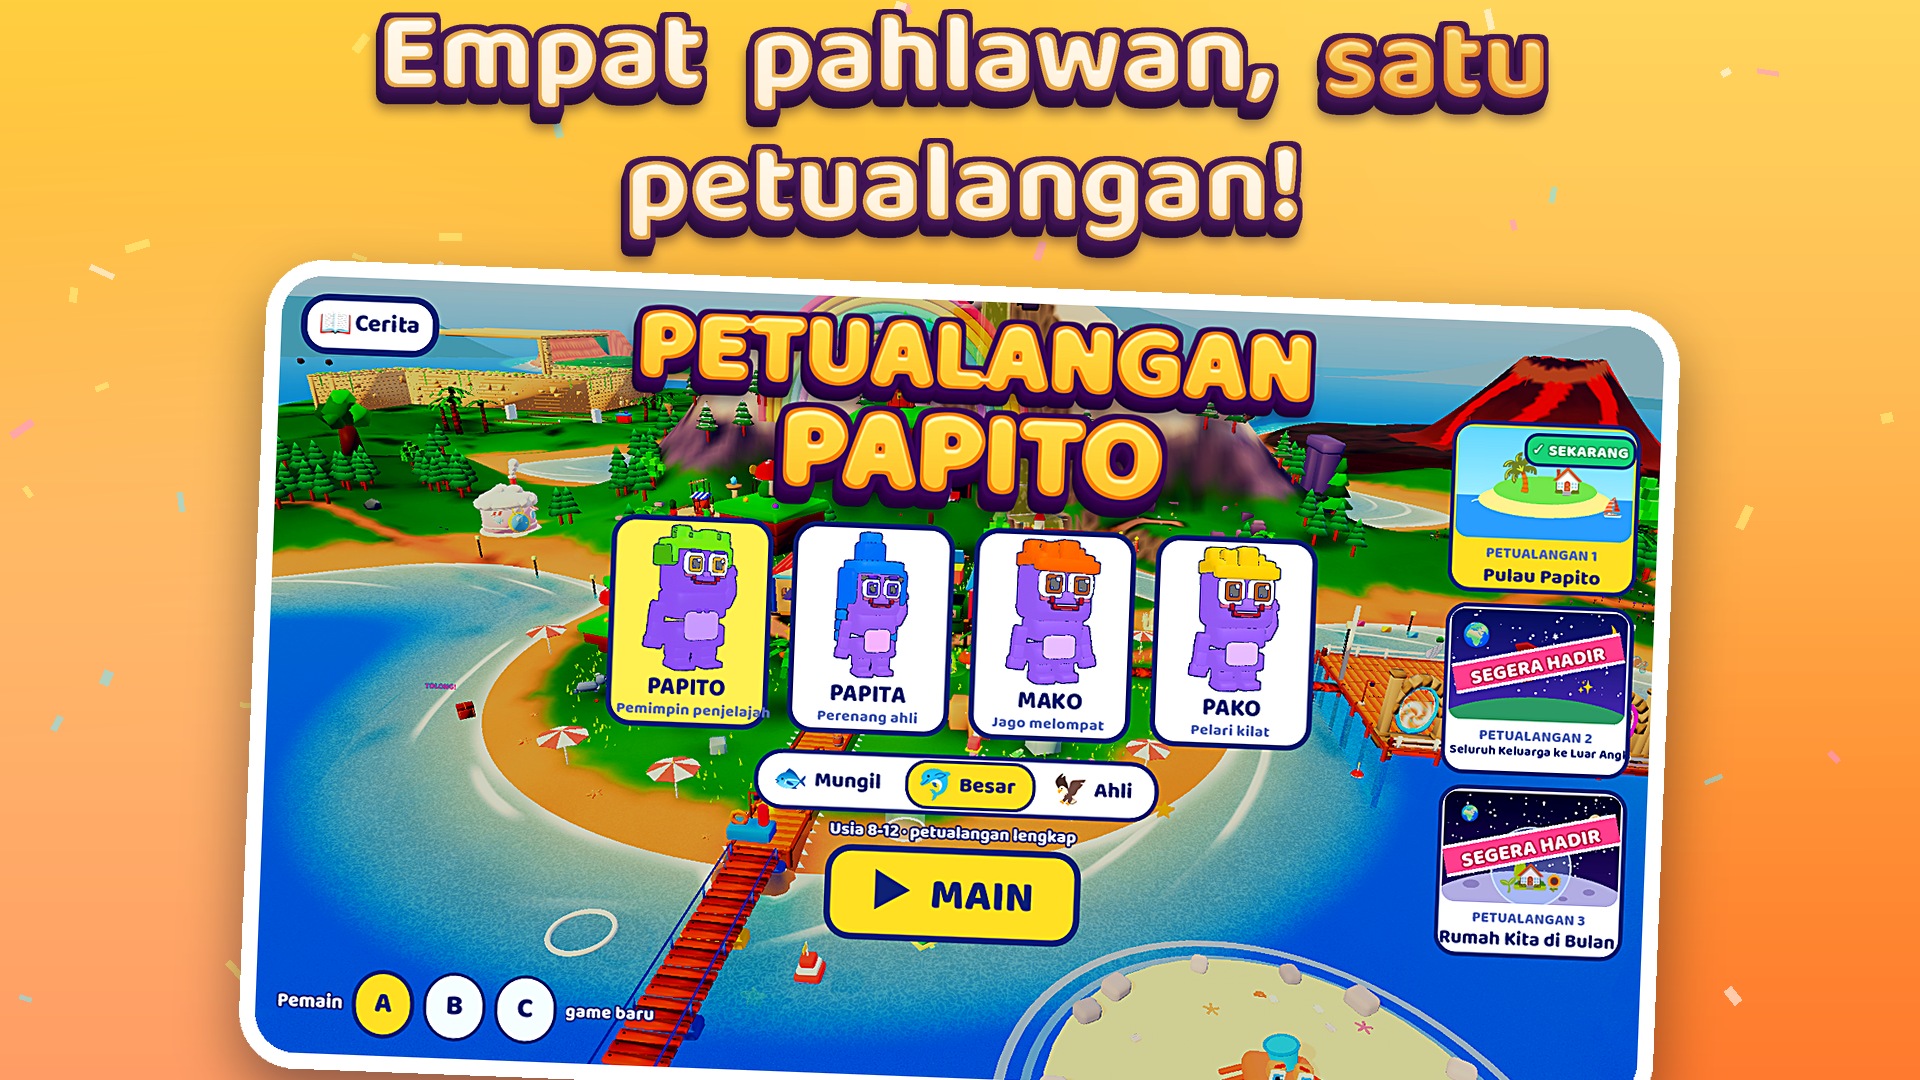 Empat pahlawan, satu
petualangan!
Cerita
PETUALANGAN
PAPITO
✓ SEKARANG
PETUALANGAN 1
Pulau Papito
PAPITO
Pemimpin penjelajah
PAPITA
Perenang ahli
MAKO
Jago melompat
PAKO
Pelari kilat
SEGERA HADIR
PETUALANGAN 2
Seluruh Keluarga ke Luar Ang
TOLONG!
Mungil
Besar
Ahli
Usia 8-12 • petualangan lengkap
MAIN
SEGERA HADIR
PETUALANGAN 3
Rumah Kita di Bulan
Pemain
A
B
C
game baru